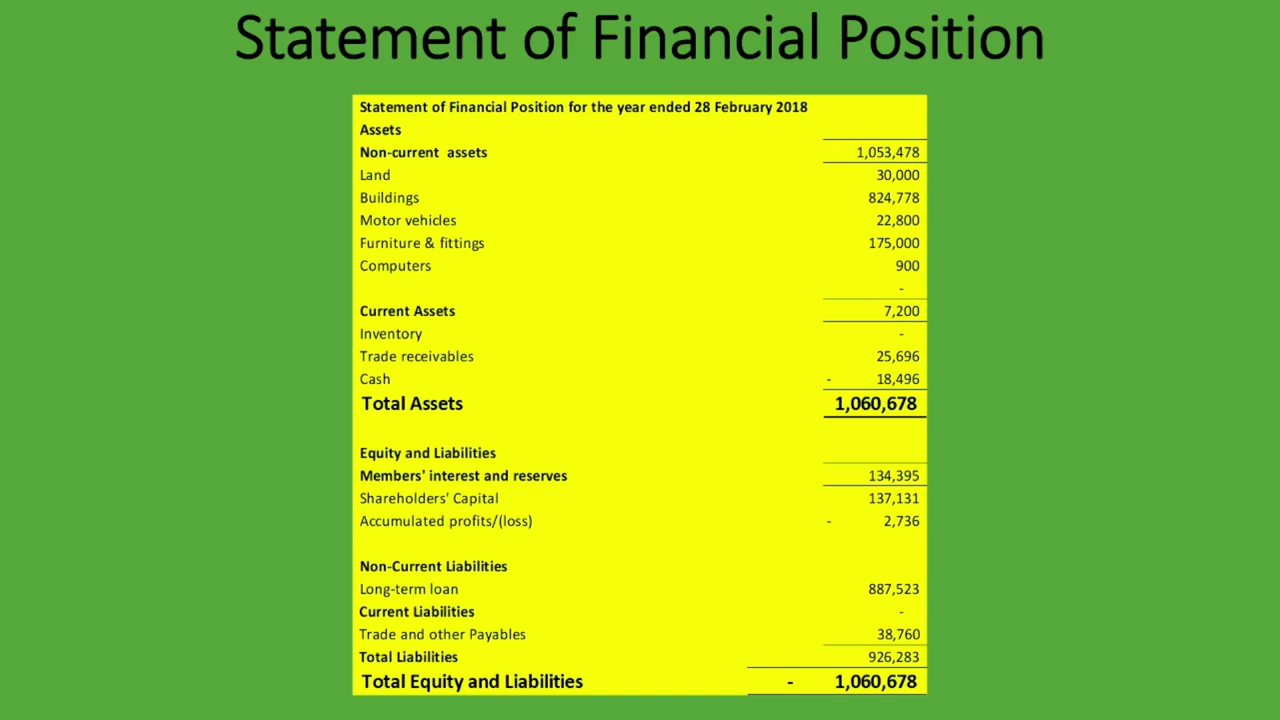 Statement of Financial Position
Statement of Financial Position for the year ended 28 February 2018
Assets
Non-current assets 1,053,478
Land 30,000
Buildings 824,778
Motor vehicles 22,800
Furniture & fittings 175,000
Computers 900
-
Current Assets 7,200
Inventory -
Trade receivables 25,696
Cash - 18,496
Total Assets 1,060,678
Equity and Liabilities
Members' interest and reserves 134,395
Shareholders' Capital 137,131
Accumulated profits/(loss) - 2,736
Non-Current Liabilities
Long-term loan 887,523
Current Liabilities -
Trade and other Payables 38,760
Total Liabilities 926,283
Total Equity and Liabilities - 1,060,678